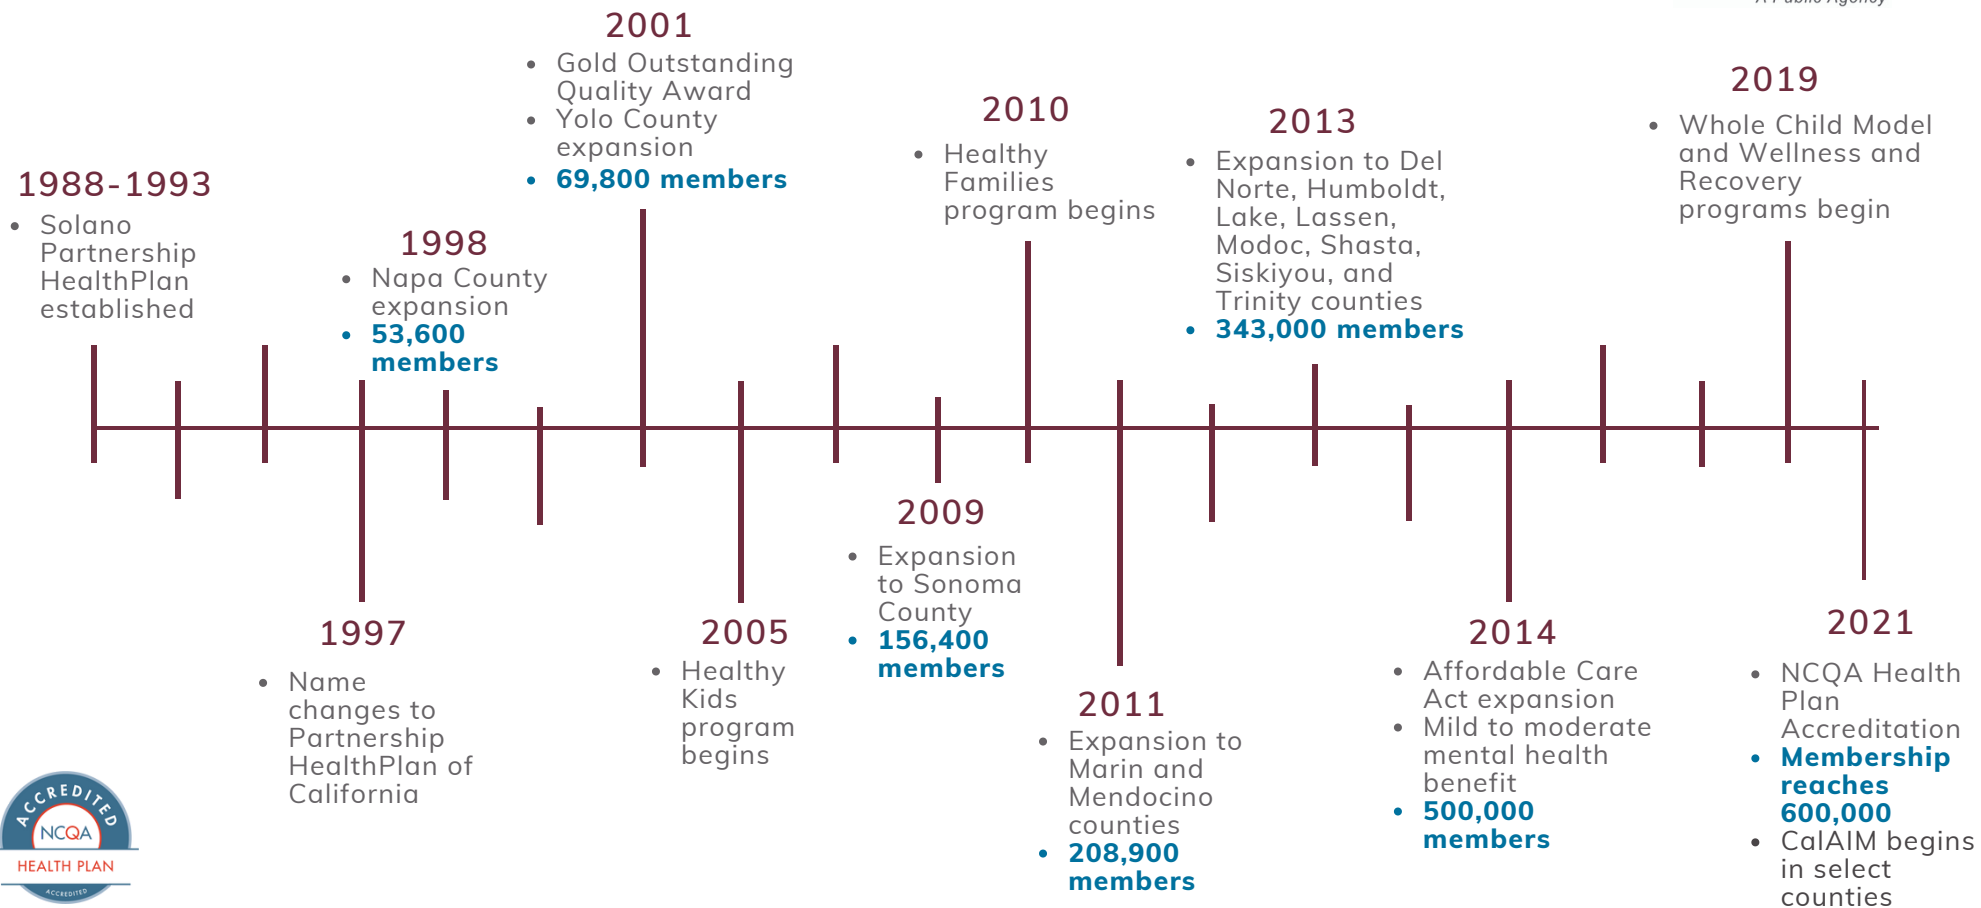 A Public Agency
1988-1993
• Solano
Partnership
HealthPlan
established
1998
• Napa County
expansion
• 53,600
members
2001
• Gold Outstanding
Quality Award
• Yolo County
expansion
• 69,800 members
2010
• Healthy
Families
program begins
2013
• Expansion to Del
Norte, Humboldt,
Lake, Lassen,
Modoc, Shasta,
Siskiyou, and
Trinity counties
• 343,000 members
2019
• Whole Child Model
and Wellness and
Recovery
programs begin
1997
• Name
changes to
Partnership
HealthPlan of
California
2005
• Healthy
Kids
program
begins
2009
• Expansion
to Sonoma
County
• 156,400
members
2011
• Expansion to
Marin and
Mendocino
counties
• 208,900
members
2014
• Affordable Care
Act expansion
• Mild to moderate
mental health
benefit
• 500,000
members
2021
• NCQA Health
Plan
Accreditation
• Membership
reaches
600,000
• CalAIM begins
in select
counties
ACCREDITED
NCQA
HEALTH PLAN
ACCREDITED